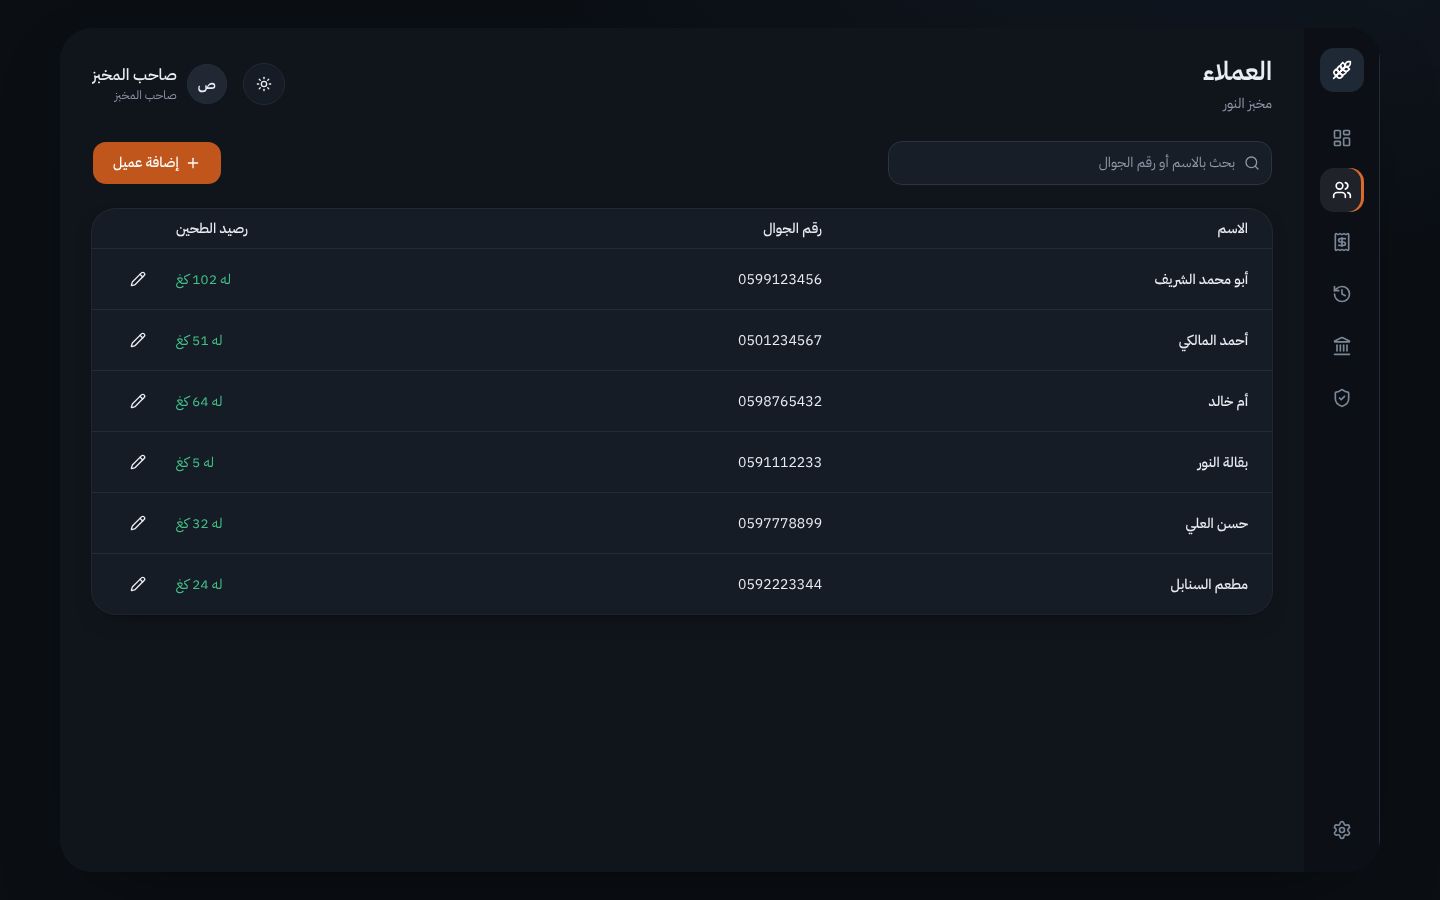 العملاء
مخبز النور
ص
صاحب المخبز
صاحب المخبز
بحث بالاسم أو رقم الجوال
إضافة عميل
الاسم رقم الجوال رصيد الطحين
أبو محمد الشريف 0599123456 له 102 كغ
أحمد المالكي 0501234567 له 51 كغ
أم خالد 0598765432 له 64 كغ
بقالة النور 0591112233 له 5 كغ
حسن العلي 0597778899 له 32 كغ
مطعم السنابل 0592223344 له 24 كغ